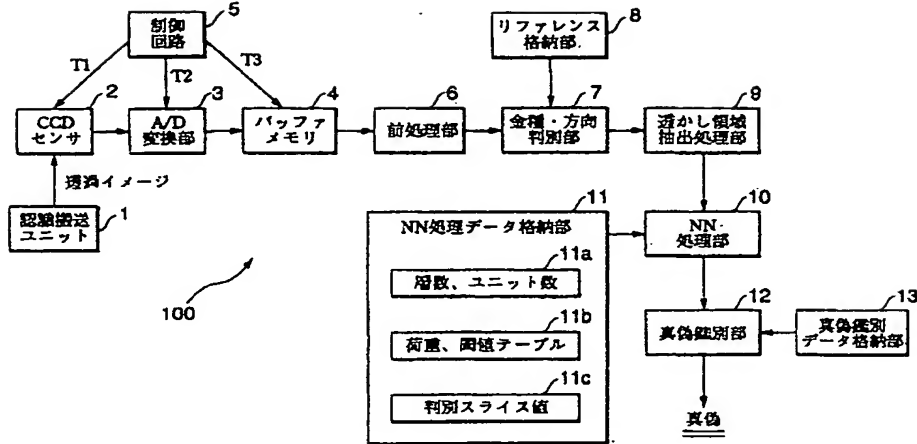 5
制御
回路
8
リファレンス
格納部
T1
T2
T3
2
CCD
センサ
3
A/D
変換部
4
バッファ
メモリ
6
前処理部
7
金種・方向
判別部
9
透かし領域
抽出処理部
透過イメージ
1
認識搬送
ユニット
11
NN処理データ格納部
11a
層数、ユニット数
11b
荷重、閾値テーブル
11c
判別スライス値
10
NN
処理部
12
真偽鑑別部
13
真偽鑑別
データ格納部
100
真偽